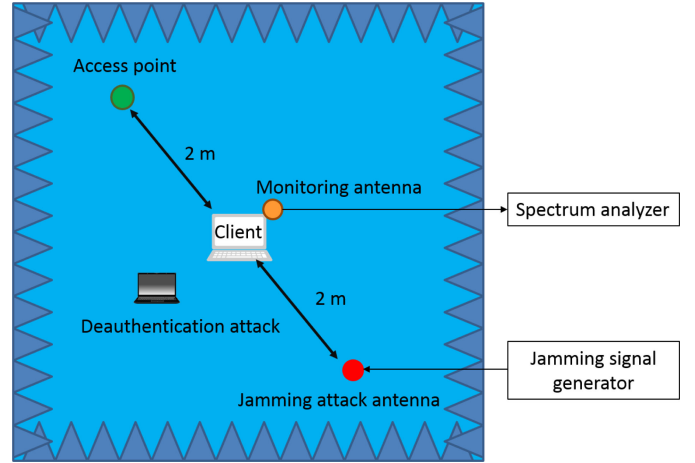 Access point
2 m
Monitoring antenna
Spectrum analyzer
Client
2 m
Deauthentication attack
Jamming signal
generator
Jamming attack antenna